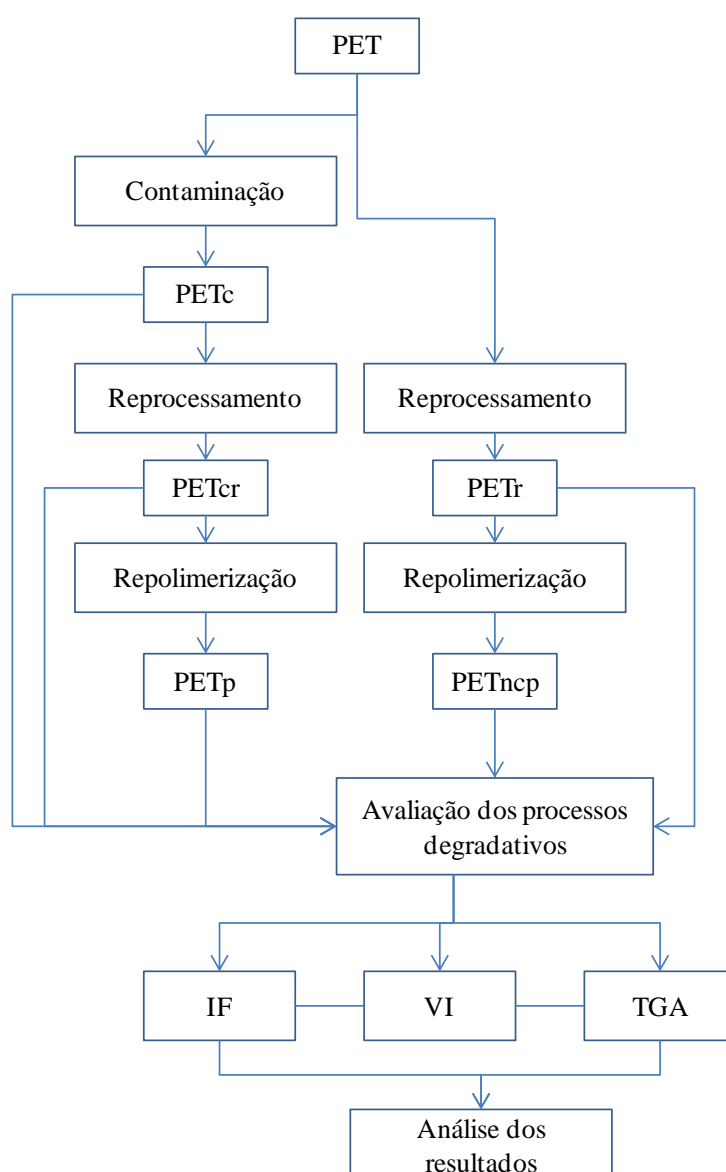 PET
Contaminação
PETc
Reprocessamento
Reprocessamento
PETcr
PETr
Repolimerização
Repolimerização
PETp
PETncp
Avaliação dos processos
degradativos
IF
VI
TGA
Análise dos
resultados